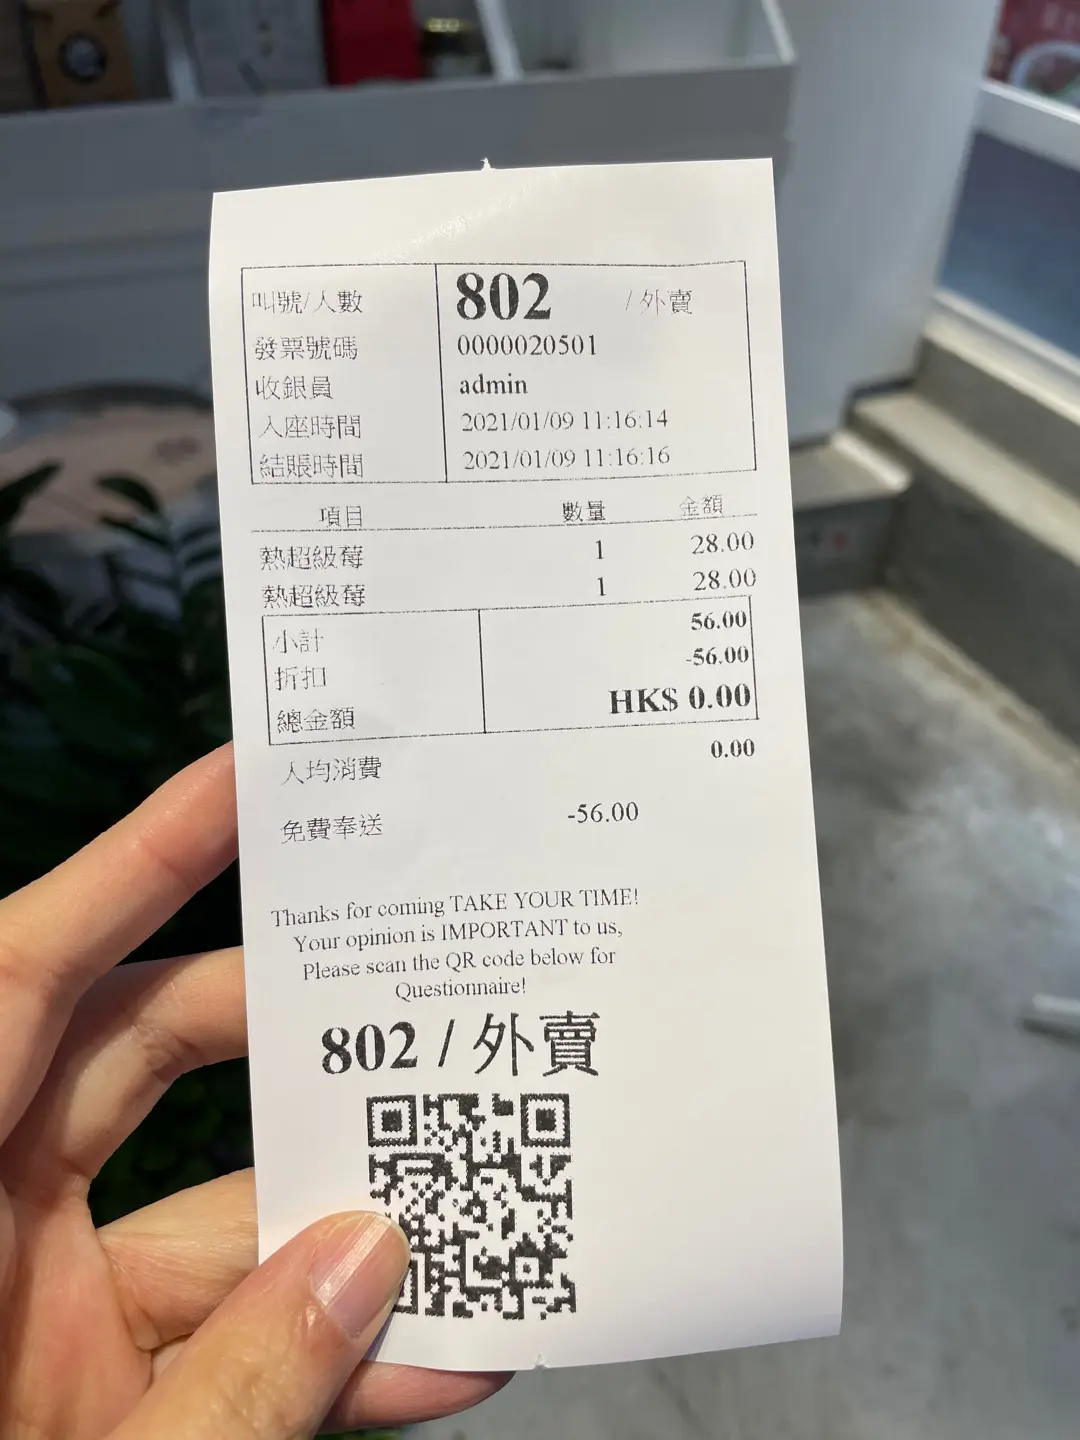 叫號/人數 802 /外賣
發票號碼 0000020501
收銀員 admin
入座時間 2021/01/09 11:16:14
結賬時間 2021/01/09 11:16:16
項目 數量 金額
熱超級莓 1 28.00
熱超級莓 1 28.00
小計 56.00
折扣 -56.00
總金額 HK$ 0.00
人均消費 0.00
免費奉送 -56.00
Thanks for coming TAKE YOUR TIME!
Your opinion is IMPORTANT to us,
Please scan the QR code below for
Questionnaire!
802 / 外賣